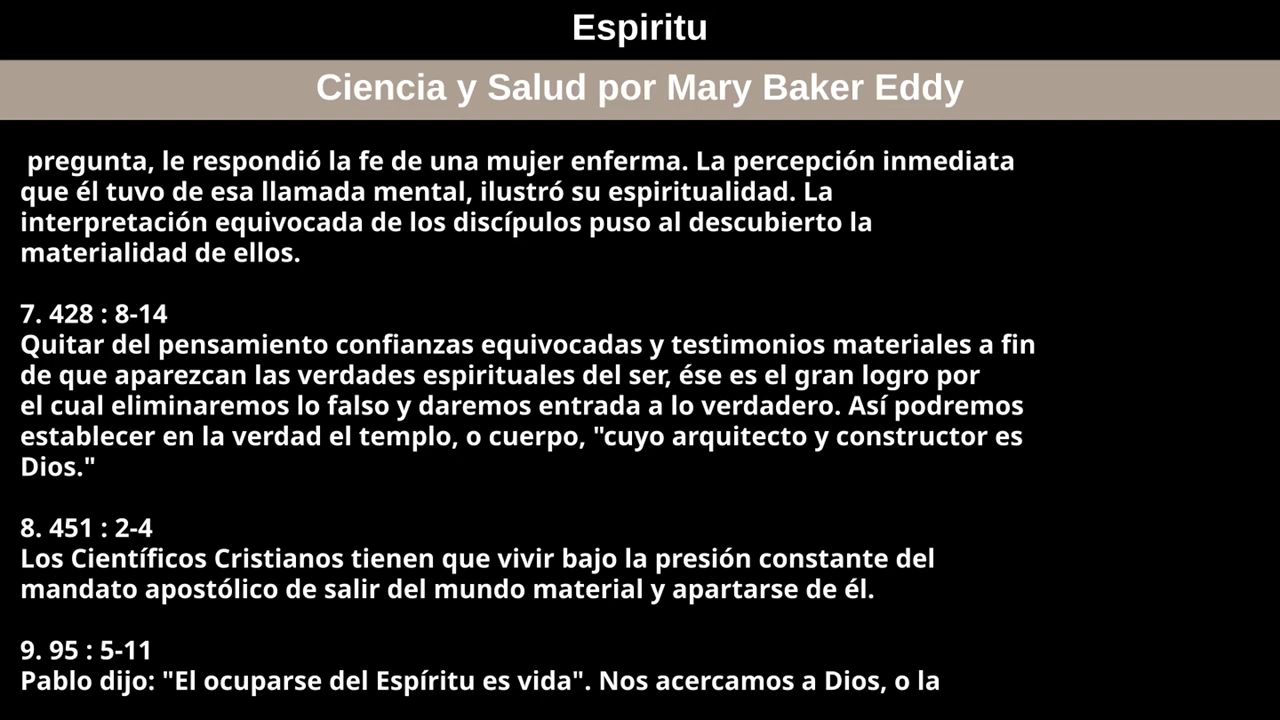 Espiritu
Ciencia y Salud por Mary Baker Eddy
pregunta, le respondió la fe de una mujer enferma. La percepción inmediata
que él tuvo de esa llamada mental, ilustró su espiritualidad. La
interpretación equivocada de los discípulos puso al descubierto la
materialidad de ellos.
7. 428 : 8-14
Quitar del pensamiento confianzas equivocadas y testimonios materiales a fin
de que aparezcan las verdades espirituales del ser, ése es el gran logro por
el cual eliminaremos lo falso y daremos entrada a lo verdadero. Así podremos
establecer en la verdad el templo, o cuerpo, "cuyo arquitecto y constructor es
Dios."
8. 451 : 2-4
Los Científicos Cristianos tienen que vivir bajo la presión constante del
mandato apostólico de salir del mundo material y apartarse de él.
9. 95 : 5-11
Pablo dijo: "El ocuparse del Espíritu es vida". Nos acercamos a Dios, o la